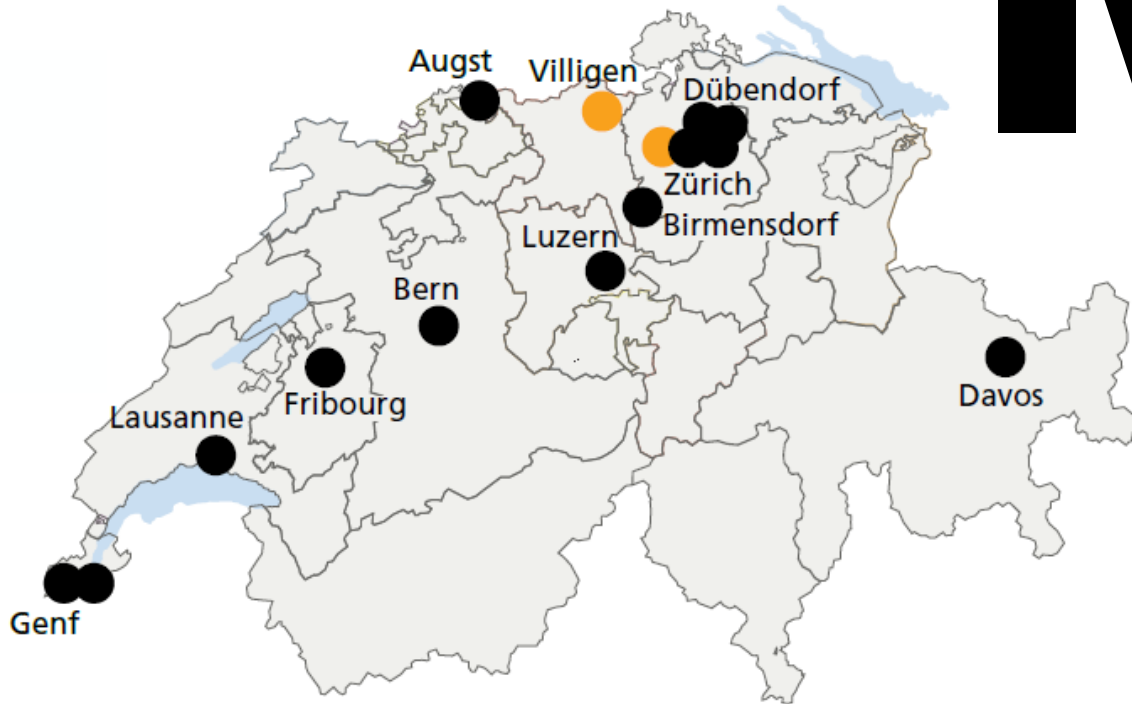 Augst
Villigen
Dübendorf
Zürich
Birmensdorf
Luzern
Bern
Fribourg
Davos
Lausanne
Genf